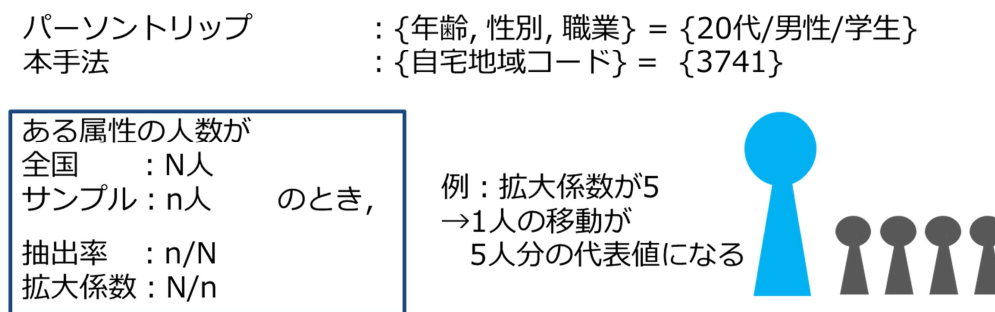 パーソントリップ :{年齢, 性別, 職業} = {20代/男性/学生}
本手法 :{自宅地域コード} = {3741}
ある属性の人数が
全国 :N人
サンプル:n人 のとき,
抽出率 :n/N
拡大係数:N/n
例:拡大係数が5
→1人の移動が
5人分の代表値になる